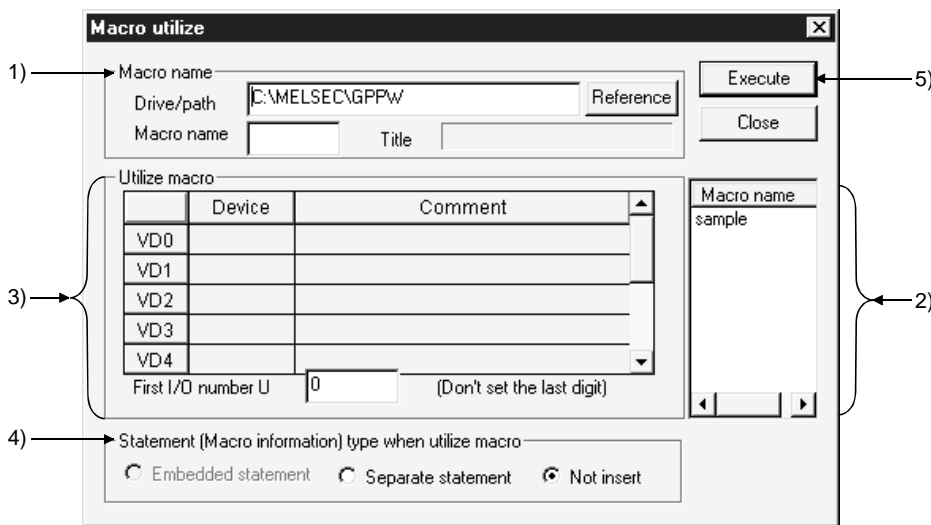 Macro utilize
1)
Macro name
Drive/path
C:\MELSEC\GPPW
Reference
Macro name
Title
Execute
5)
Close
Utilize macro
Device
Comment
VD0
VD1
VD2
VD3
VD4
3)
First I/O number U
0
(Don't set the last digit)
Macro name
sample
2)
4)
Statement (Macro information) type when utilize macro
Embedded statement
Separate statement
Not insert